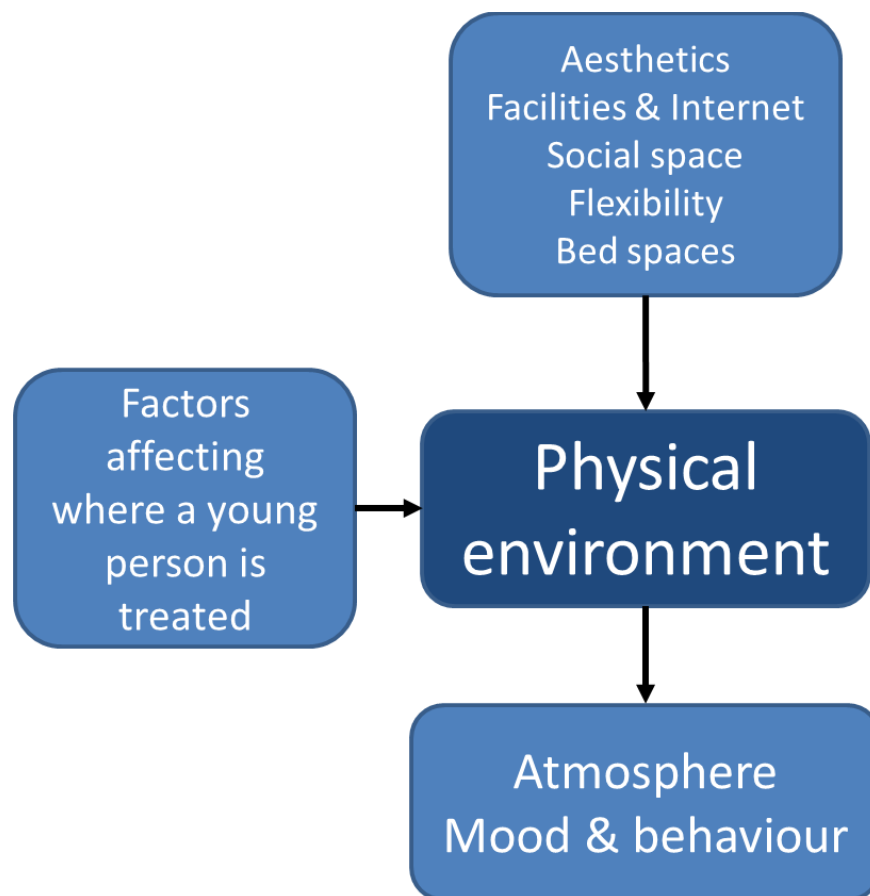 Aesthetics
Facilities & Internet
Social space
Flexibility
Bed spaces
Factors
affecting
where a young
person is
treated
Physical
environment
Atmosphere
Mood & behaviour